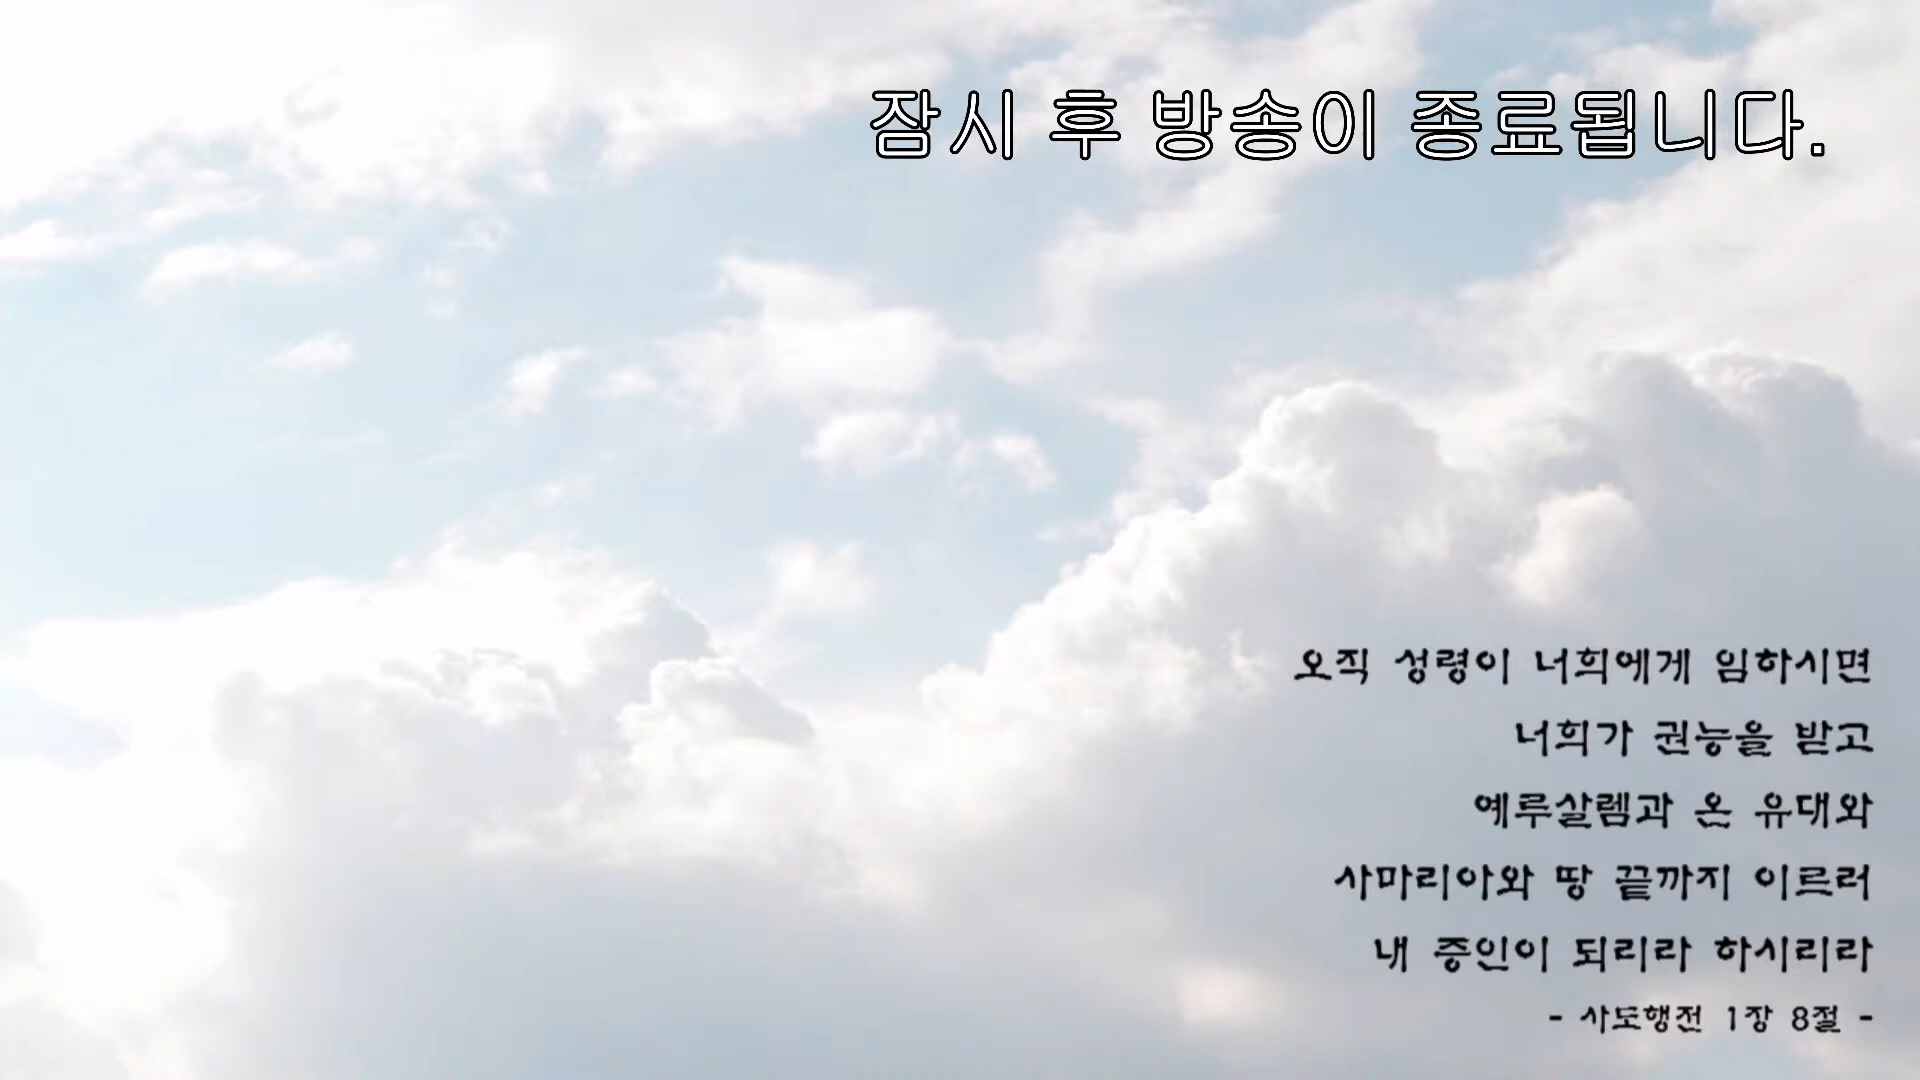 잠시 후 방송이 종료됩니다.
오직 성령이 너희에게 임하시면
너희가 권능을 받고
예루살렘과 온 유대와
사마리아와 땅 끝까지 이르러
내 증인이 되리라 하시리라
- 사도행전 1장 8절 -